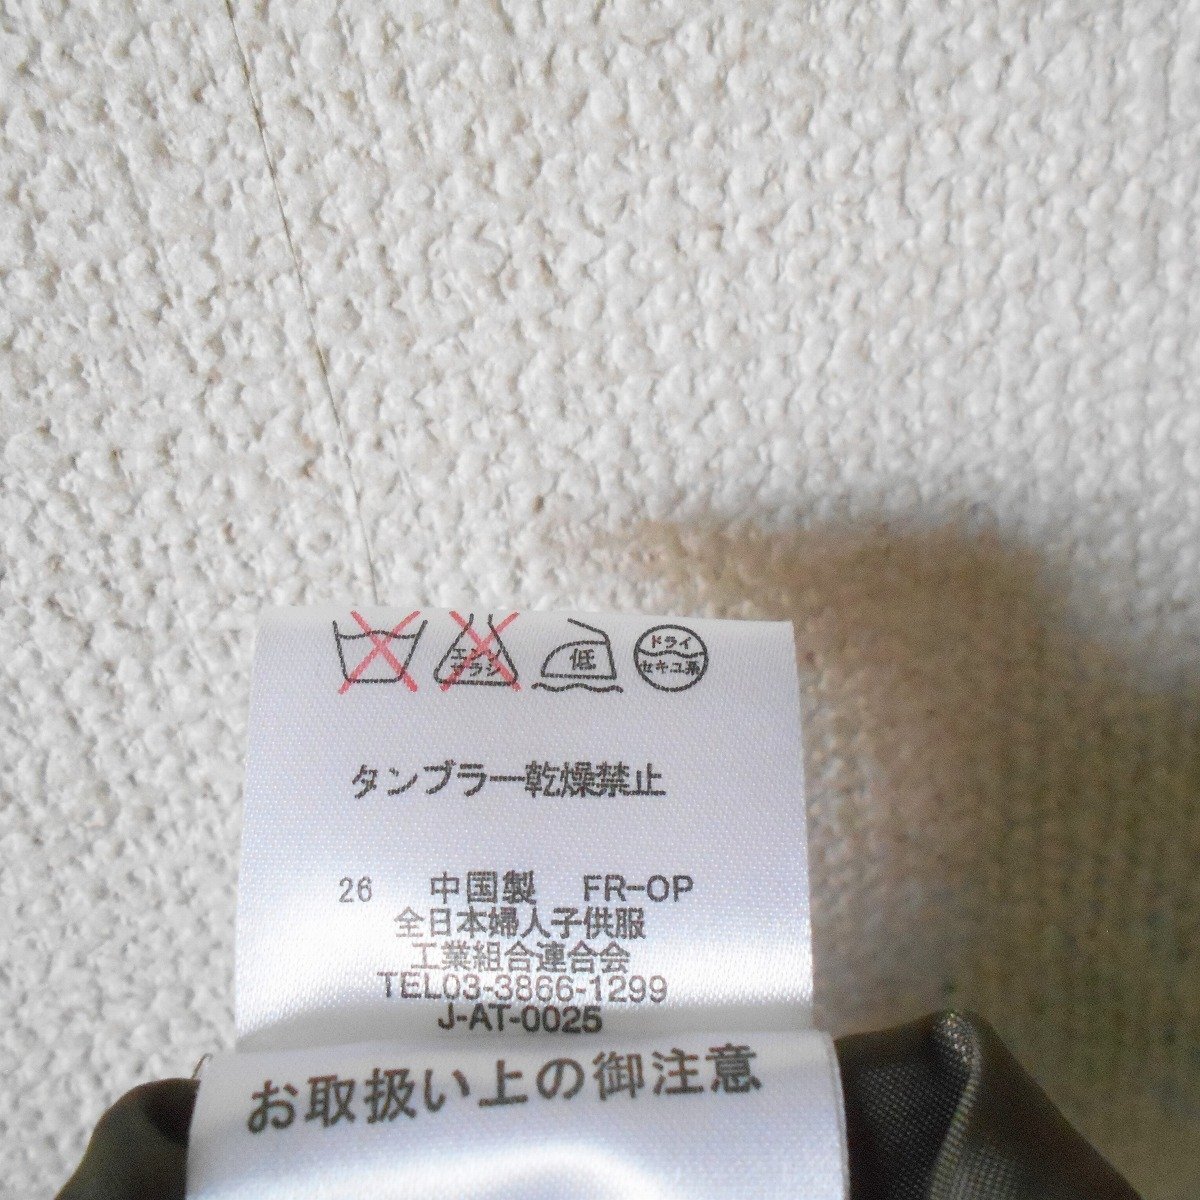 エンソ
サラシ
低
ドライ
セキユ系
タンブラー乾燥禁止
26 中国製 FR-OP
全日本婦人子供服
工業組合連合会
TEL03-3866-1299
J-AT-0025
お取扱い上の御注意